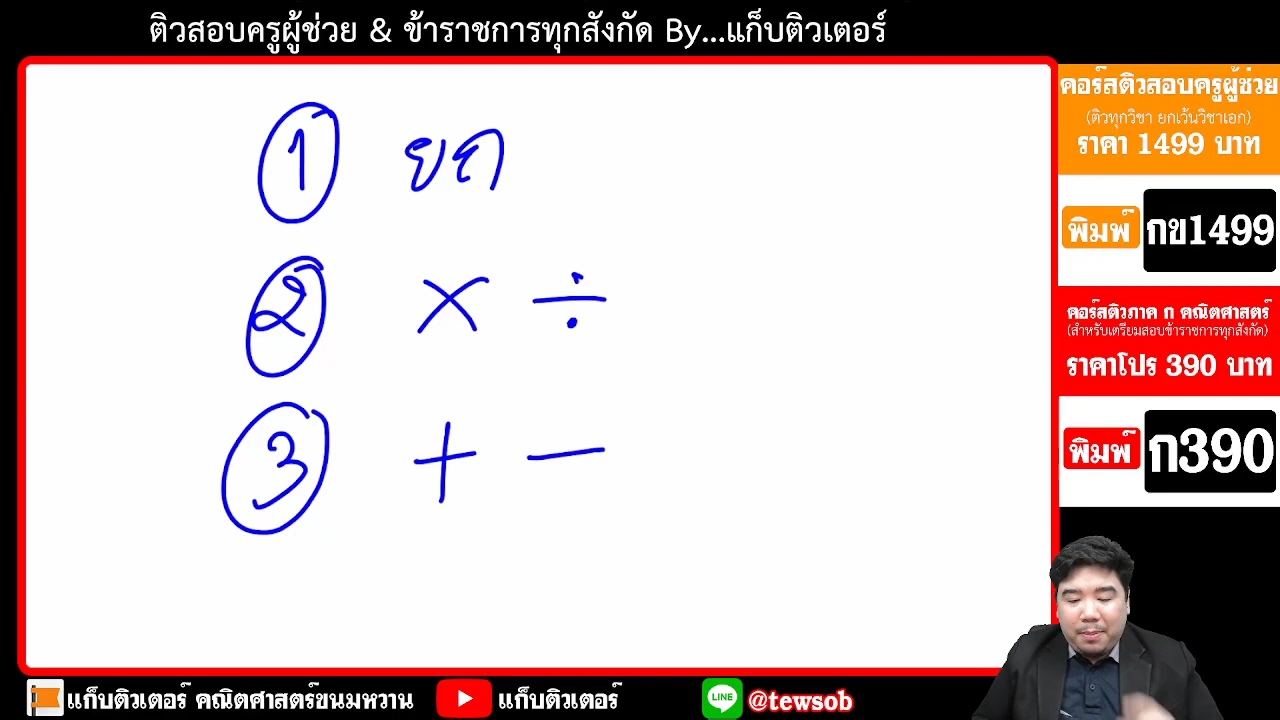 ติวสอบครูผู้ช่วย & ข้าราชการทุกสังกัด By...แก็บติวเตอร์
1 ยก
2 × ÷
3 + −
คอร์สติวสอบครูผู้ช่วย
(ติวทุกวิชา ยกเว้นวิชาเอก)
ราคา 1499 บาท
พิมพ์ กข1499
คอร์สติวภาค ก คณิตศาสตร์
(สำหรับเตรียมสอบข้าราชการทุกสังกัด)
ราคาโปร 390 บาท
พิมพ์ ก390
แก็บติวเตอร์ คณิตศาสตร์ขนมหวาน
แก็บติวเตอร์
LINE @tewsob